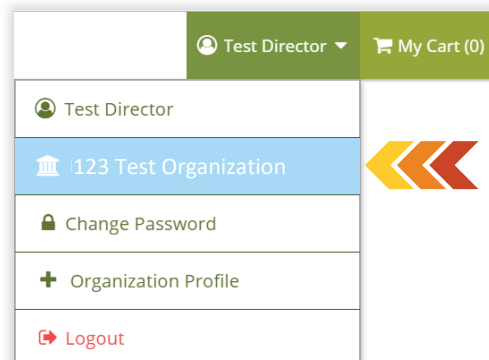 Test Director My Cart (0)
Test Director
123 Test Organization
Change Password
Organization Profile
Logout